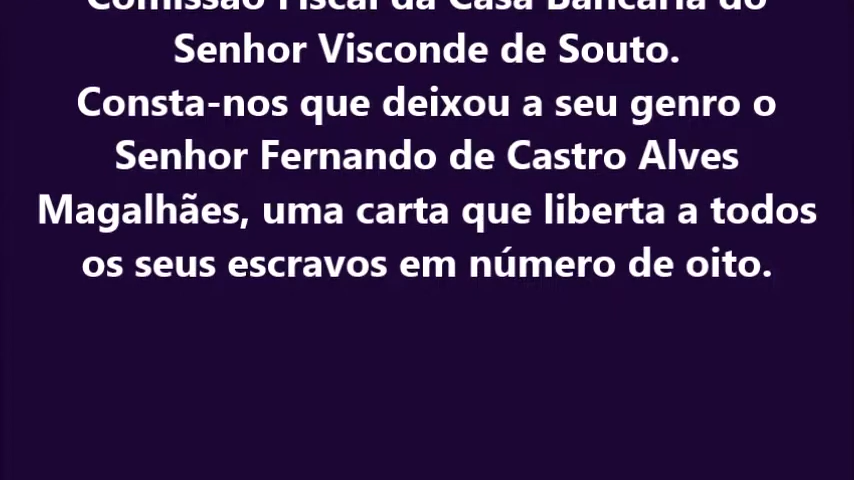 Comissão Fiscal da Casa Bancária do
Senhor Visconde de Souto.
Consta-nos que deixou a seu genro o
Senhor Fernando de Castro Alves
Magalhães, uma carta que liberta a todos
os seus escravos em número de oito.